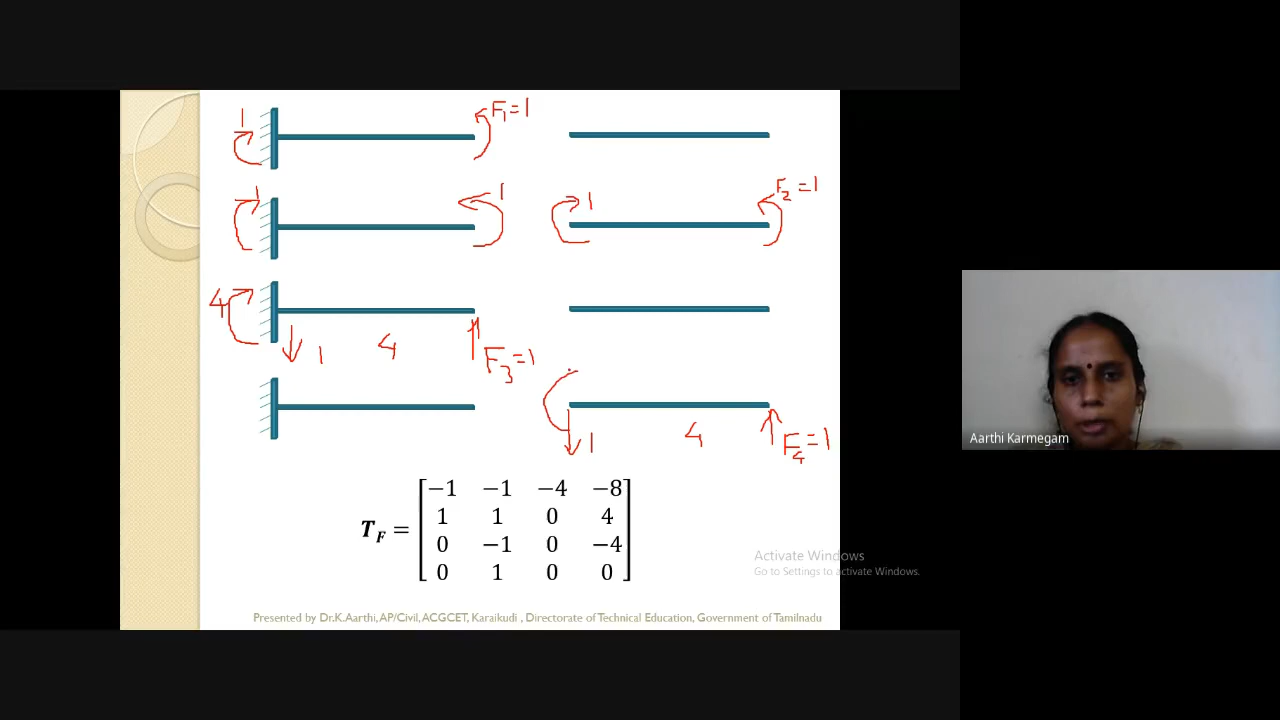 1 F₁=1
1 1 1 F₂=1
4 1 4 F₃=1
1 4 F₄=1
T_F = [−1 −1 −4 −8
1 1 0 4
0 −1 0 −4
0 1 0 0]
Activate Windows
Go to Settings to activate Windows.
Presented by Dr.K.Aarthi, AP/Civil, ACGCET, Karaikudi , Directorate of Technical Education, Government of Tamilnadu
Aarthi Karmegam